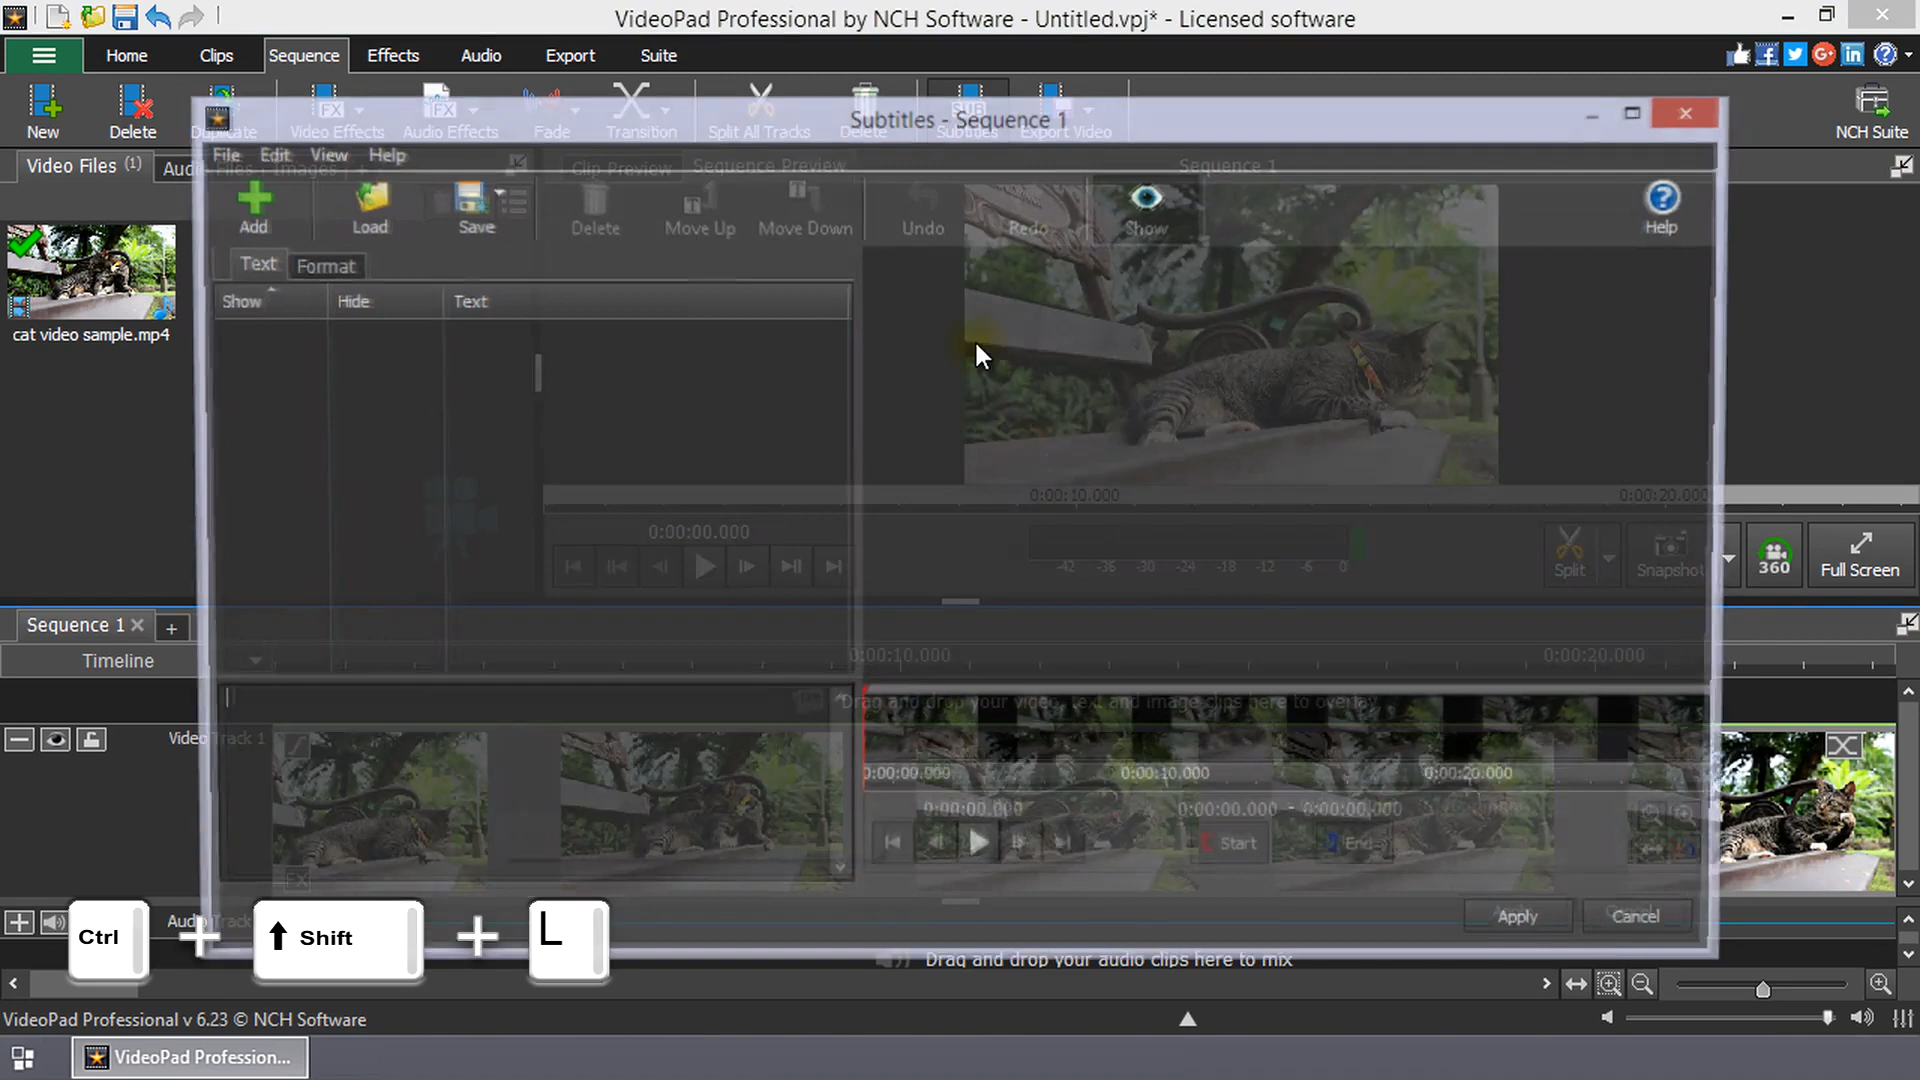 VideoPad Professional by NCH Software - Untitled.vpj* - Licensed software
Home Clips Sequence Effects Audio Export Suite
New Delete Duplicate Video Effects Audio Effects Fade Transition Split All Tracks Delete Subtitles Export Video NCH Suite
Subtitles - Sequence 1
File Edit View Help
Video Files (1) Audio Files Images Clip Preview Sequence Preview Sequence 1
Add Load Save Delete Move Up Move Down Undo Redo Show Help
Text Format
Show Hide Text
cat video sample.mp4
0:00:10.000 0:00:20.000
0:00:00.000
-42 -36 -30 -24 -18 -12 -6 0
Split Snapshot 360 Full Screen
Sequence 1 +
Timeline 0:00:10.000 0:00:20.000
Drag and drop your video, text and image clips here to overlay
Video Track 1
0:00:00.000 0:00:10.000 0:00:20.000
0:00:00.000 0:00:00.000 - 0:00:00.000
Start End
FX
Apply Cancel
Audio Track
Ctrl + Shift + L
Drag and drop your audio clips here to mix
VideoPad Professional v 6.23 © NCH Software
VideoPad Profession...